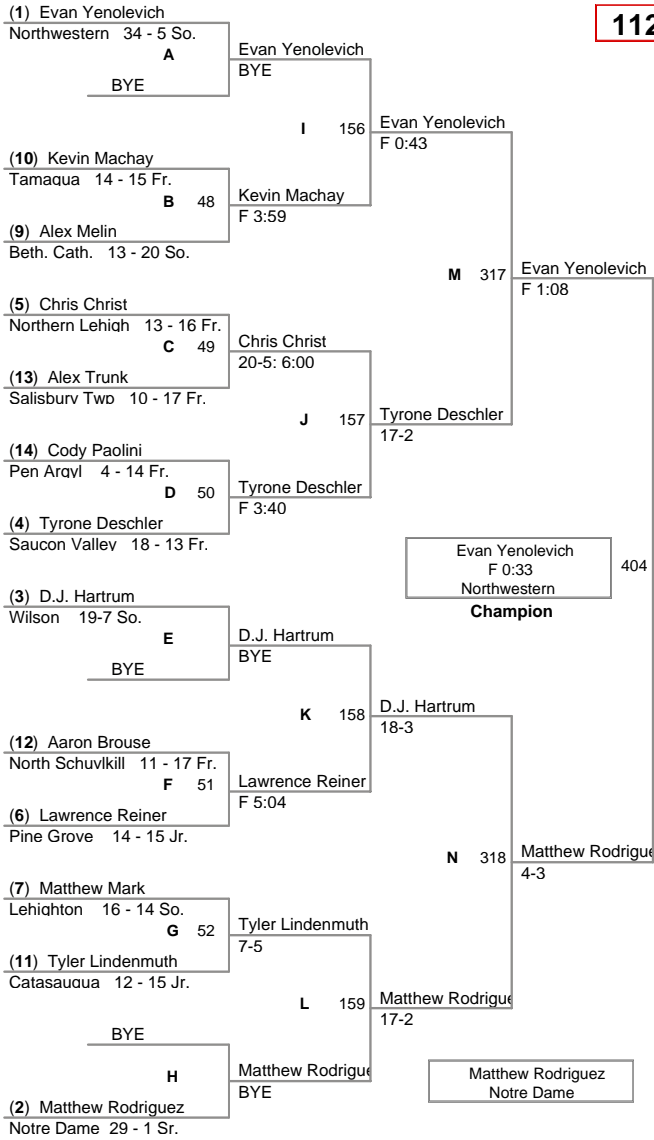 (1) Evan Yenolevich
Northwestern 34 - 5 So.
112
A
Evan Yenolevich
BYE
BYE
I 156
Evan Yenolevich
F 0:43
(10) Kevin Machay
Tamaqua 14 - 15 Fr.
B 48
Kevin Machay
F 3:59
(9) Alex Melin
Beth. Cath. 13 - 20 So.
M 317
Evan Yenolevich
F 1:08
(5) Chris Christ
Northern Lehigh 13 - 16 Fr.
C 49
Chris Christ
20-5: 6:00
(13) Alex Trunk
Salisbury Twp 10 - 17 Fr.
J 157
Tyrone Deschler
17-2
(14) Cody Paolini
Pen Argyl 4 - 14 Fr.
D 50
Tyrone Deschler
F 3:40
(4) Tyrone Deschler
Saucon Valley 18 - 13 Fr.
Evan Yenolevich
F 0:33
Northwestern
404
Champion
(3) D.J. Hartrum
Wilson 19-7 So.
E
D.J. Hartrum
BYE
BYE
K 158
D.J. Hartrum
18-3
(12) Aaron Brouse
North Schuylkill 11 - 17 Fr.
F 51
Lawrence Reiner
F 5:04
(6) Lawrence Reiner
Pine Grove 14 - 15 Jr.
N 318
Matthew Rodrigue
4-3
(7) Matthew Mark
Lehighton 16 - 14 So.
G 52
Tyler Lindenmuth
7-5
(11) Tyler Lindenmuth
Catasauqua 12 - 15 Jr.
L 159
Matthew Rodrigue
17-2
BYE
H
Matthew Rodrigue
BYE
Matthew Rodriguez
Notre Dame
(2) Matthew Rodriguez
Notre Dame 29 - 1 Sr.